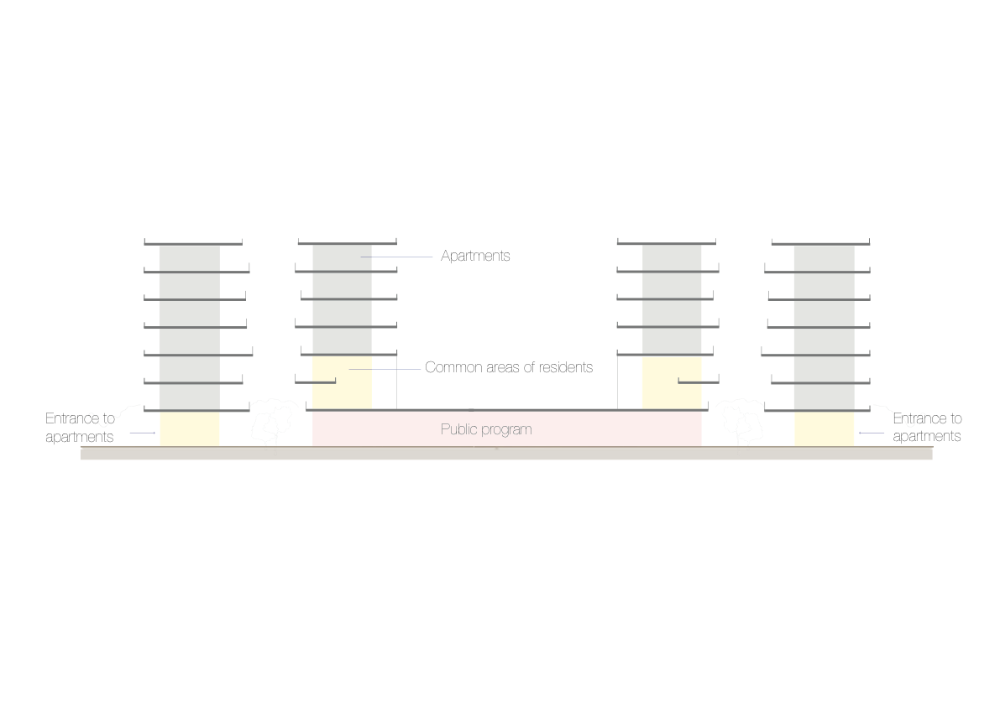 Apartments
Common areas of residents
Entrance to
apartments
Public program
Entrance to
apartments